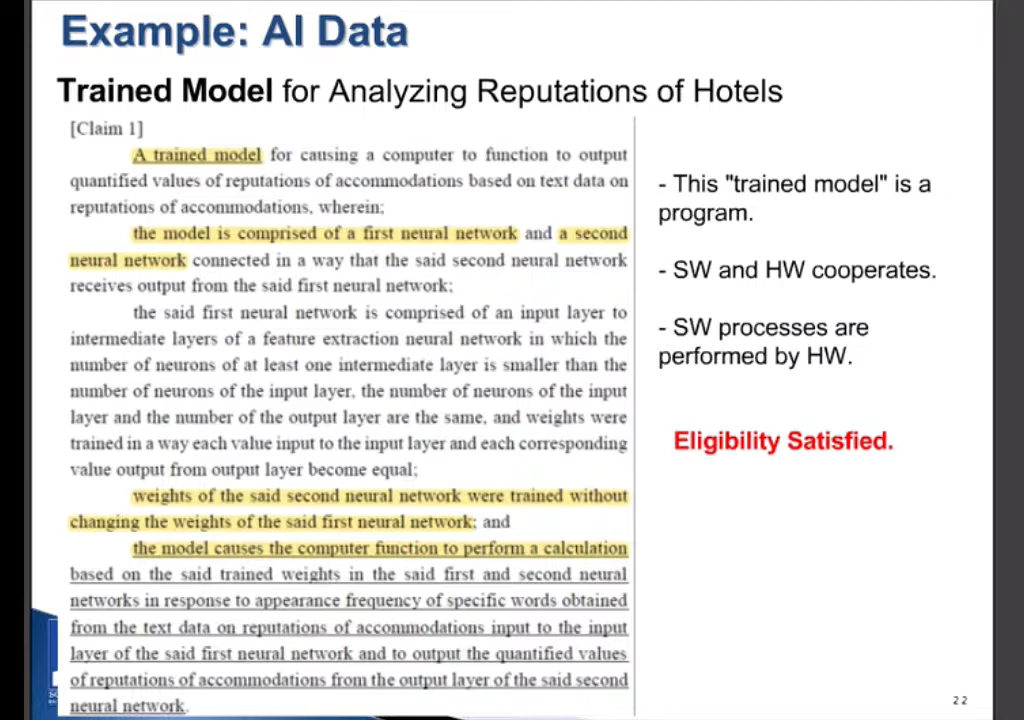 Example: AI Data
Trained Model for Analyzing Reputations of Hotels
[Claim 1]
A trained model for causing a computer to function to output
quantified values of reputations of accommodations based on text data on
reputations of accommodations, wherein;
the model is comprised of a first neural network and a second
neural network connected in a way that the said second neural network
receives output from the said first neural network;
the said first neural network is comprised of an input layer to
intermediate layers of a feature extraction neural network in which the
number of neurons of at least one intermediate layer is smaller than the
number of neurons of the input layer, the number of neurons of the input
layer and the number of the output layer are the same, and weights were
trained in a way each value input to the input layer and each corresponding
value output from output layer become equal;
weights of the said second neural network were trained without
changing the weights of the said first neural network; and
the model causes the computer function to perform a calculation
based on the said trained weights in the said first and second neural
networks in response to appearance frequency of specific words obtained
from the text data on reputations of accommodations input to the input
layer of the said first neural network and to output the quantified values
of reputations of accommodations from the output layer of the said second
neural network.
- This "trained model" is a
program.
- SW and HW cooperates.
- SW processes are
performed by HW.
Eligibility Satisfied.
22